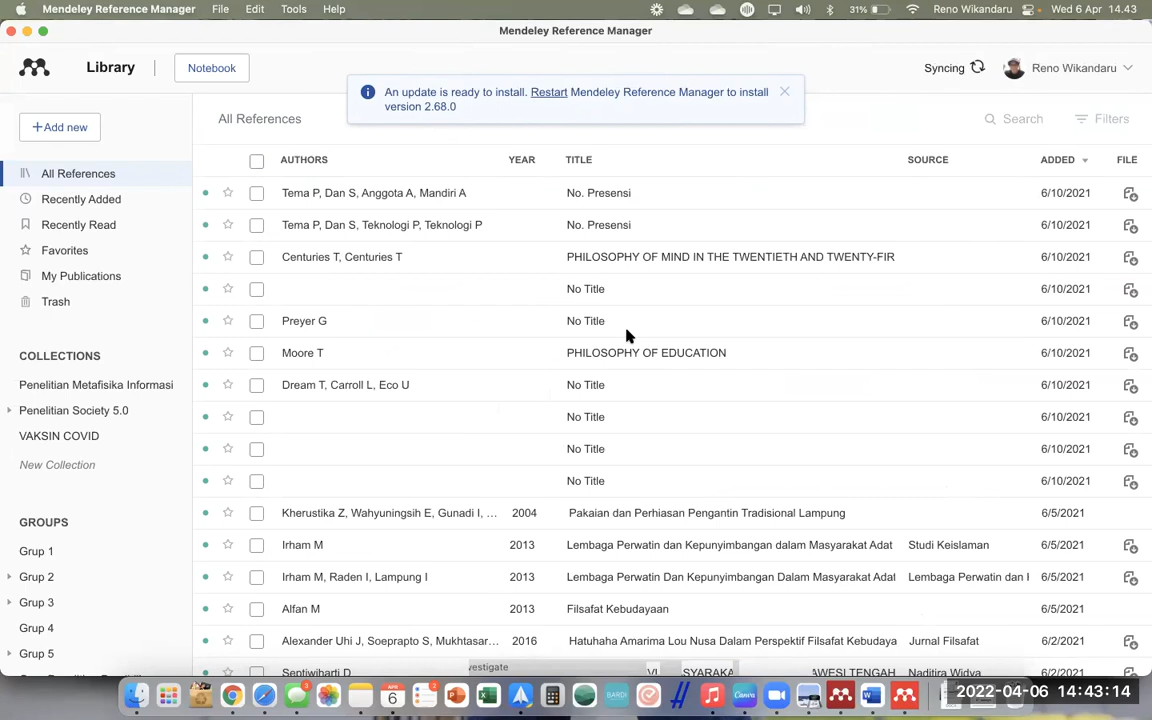 Mendeley Reference Manager File Edit Tools Help 31% Reno Wikandaru Wed 6 Apr 14.43
Mendeley Reference Manager
Library Notebook Syncing Reno Wikandaru
An update is ready to install. Restart Mendeley Reference Manager to install
version 2.68.0
+Add new
All References Search Filters
AUTHORS YEAR TITLE SOURCE ADDED FILE
All References
Recently Added
Recently Read
Favorites
My Publications
Trash
COLLECTIONS
Penelitian Metafisika Informasi
Penelitian Society 5.0
VAKSIN COVID
New Collection
GROUPS
Grup 1
Grup 2
Grup 3
Grup 4
Grup 5
Tema P, Dan S, Anggota A, Mandiri A No. Presensi 6/10/2021
Tema P, Dan S, Teknologi P, Teknologi P No. Presensi 6/10/2021
Centuries T, Centuries T PHILOSOPHY OF MIND IN THE TWENTIETH AND TWENTY-FIR 6/10/2021
No Title 6/10/2021
Preyer G No Title 6/10/2021
Moore T PHILOSOPHY OF EDUCATION 6/10/2021
Dream T, Carroll L, Eco U No Title 6/10/2021
No Title 6/10/2021
No Title 6/10/2021
No Title 6/10/2021
Kherustika Z, Wahyuningsih E, Gunadi I, ... 2004 Pakaian dan Perhiasan Pengantin Tradisional Lampung 6/5/2021
Irham M 2013 Lembaga Perwatin dan Kepunyimbangan dalam Masyarakat Adat Studi Keislaman 6/5/2021
Irham M, Raden I, Lampung I 2013 Lembaga Perwatin Dan Kepunyimbangan Dalam Masyarakat Adat Lembaga Perwatin dan 6/5/2021
Alfan M 2013 Filsafat Kebudayaan 6/5/2021
Alexander Uhi J, Soeprapto S, Mukhtasar... 2016 Hatuhaha Amarima Lou Nusa Dalam Perspektif Filsafat Kebudaya Jurnal Filsafat 6/2/2021
Septiwiharti D Naditira Widya 6/2/2021
vestigate
BARDI Canva
2022-04-06 14:43:14